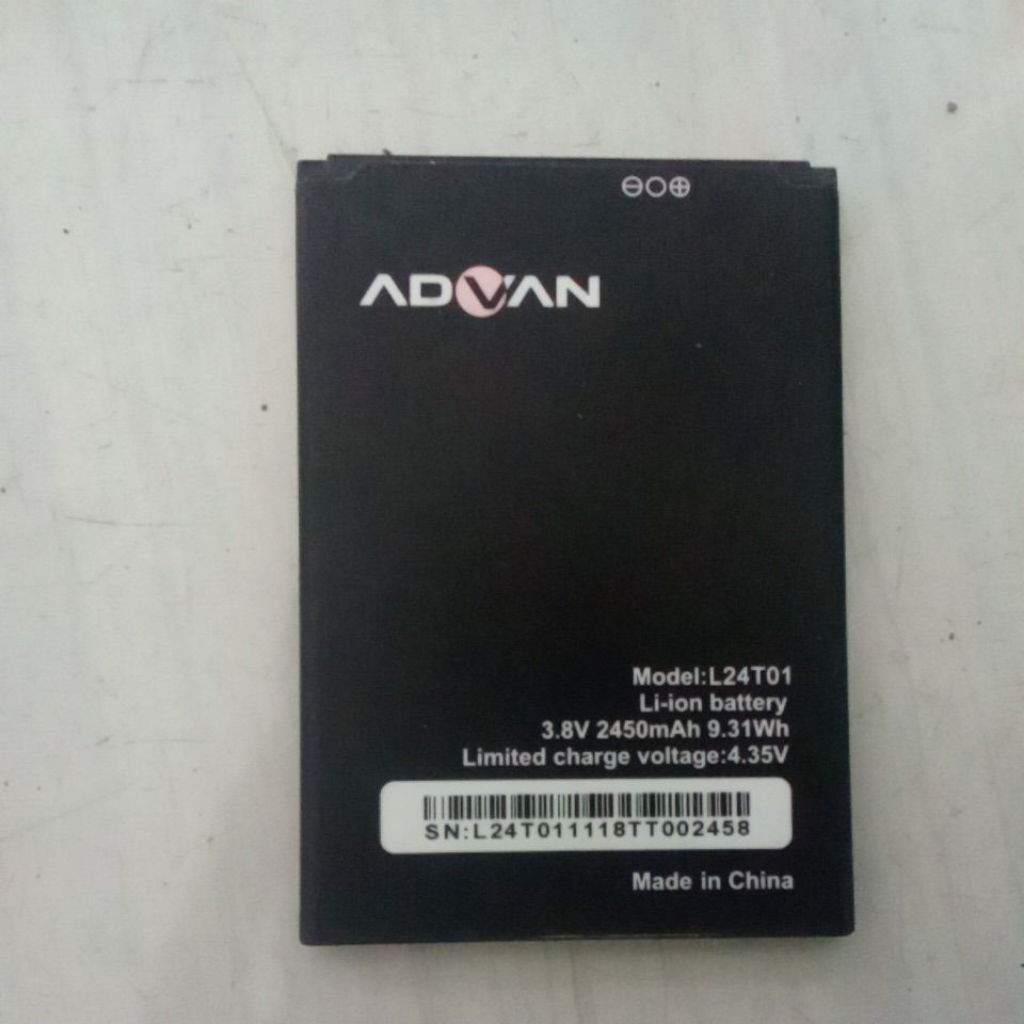 ADVAN
Model:L24T01
Li-ion battery
3.8V 2450mAh 9.31Wh
Limited charge voltage:4.35V
SN:L24T011118TT002458
Made in China